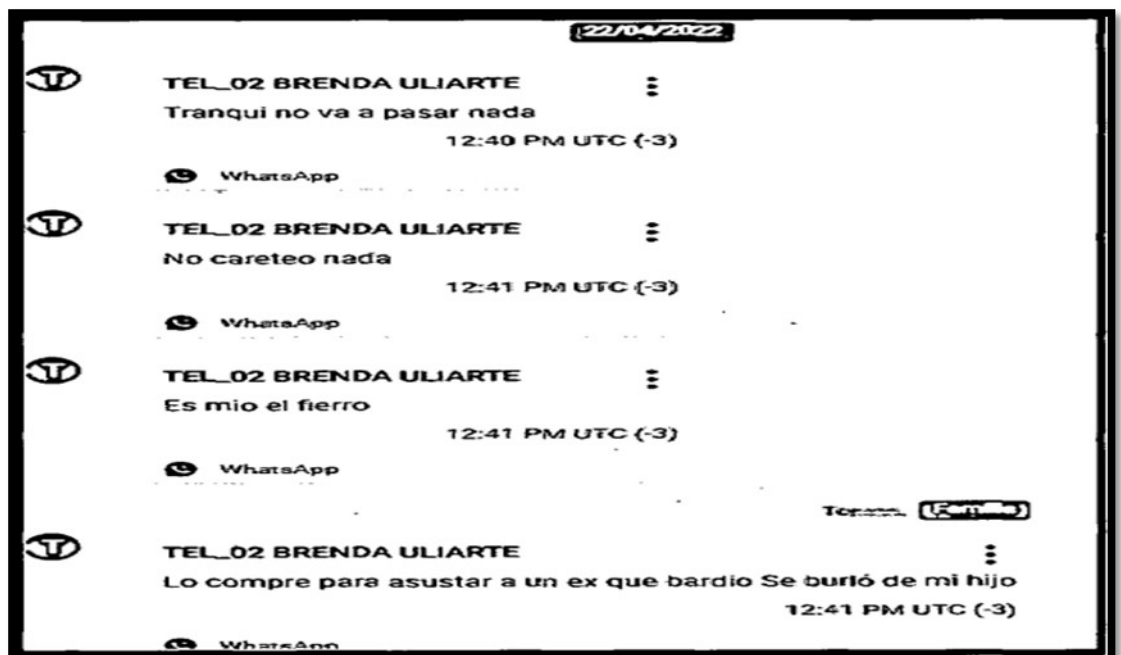 22/04/2022
T
TEL_02 BRENDA ULIARTE
Tranqui no va a pasar nada
12:40 PM UTC (-3)
WhatsApp
T
TEL_02 BRENDA ULIARTE
No careteo nada
12:41 PM UTC (-3)
WhatsApp
T
TEL_02 BRENDA ULIARTE
Es mio el fierro
12:41 PM UTC (-3)
WhatsApp
T
TEL_02 BRENDA ULIARTE
Lo compre para asustar a un ex que bardio Se burló de mi hijo
12:41 PM UTC (-3)
WhatsApp